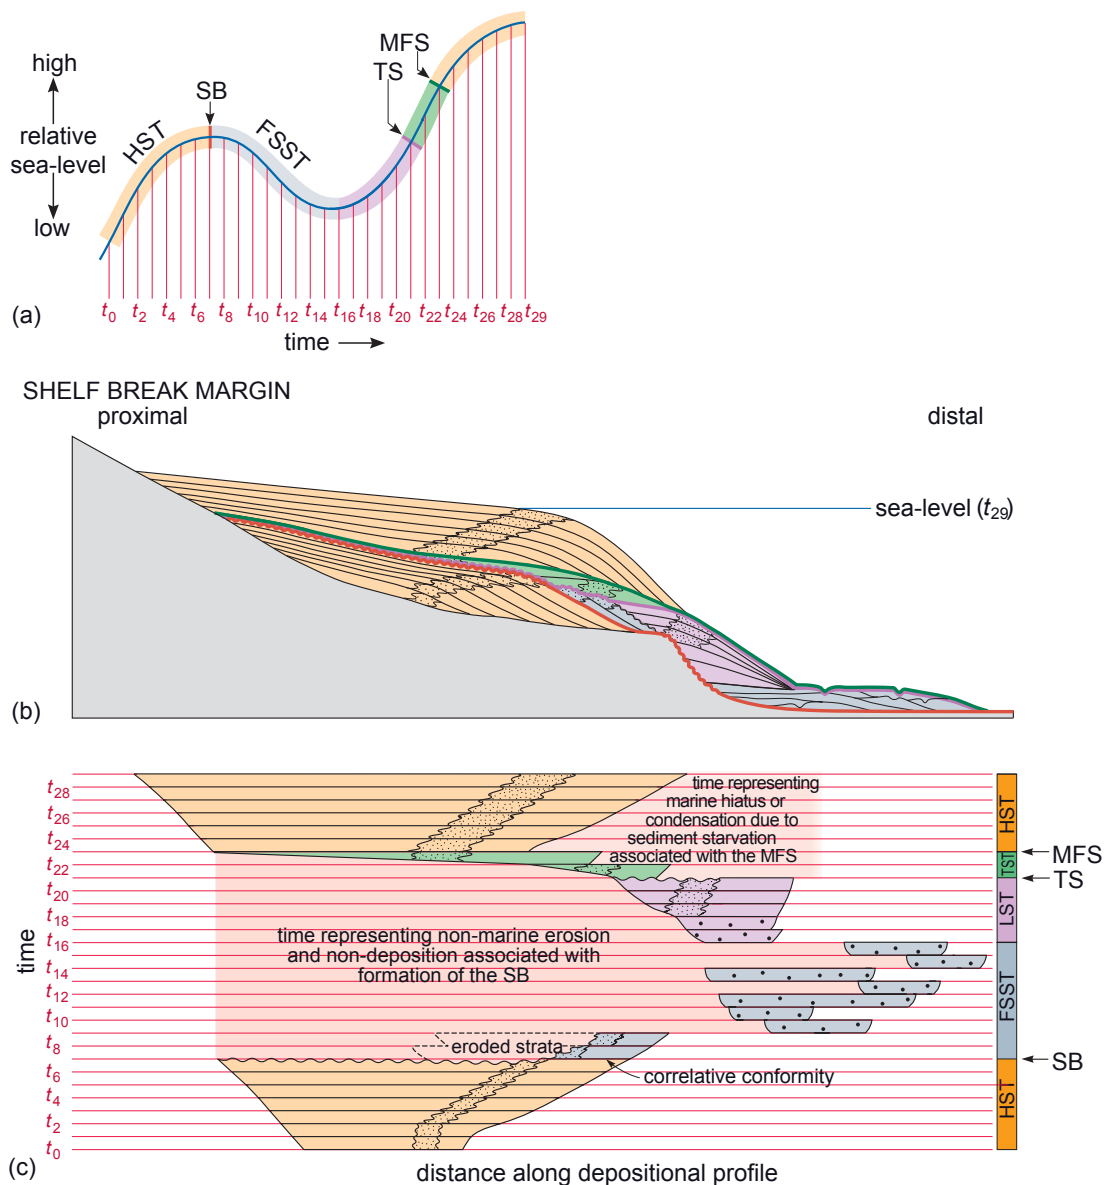 high
relative
sea-level
low
HST
SB
FSST
TS
MFS
t0 t2 t4 t6 t8 t10 t12 t14 t16 t18 t20 t22 t24 t26 t28 t29
(a)
time
SHELF BREAK MARGIN
proximal
distal
sea-level (t29)
(b)
t28
t26
t24
t22
t20
t18
t16
t14
t12
t10
t8
t6
t4
t2
t0
time
time representing
marine hiatus or
condensation due to
sediment starvation
associated with the MFS
time representing non-marine erosion
and non-deposition associated with
formation of the SB
eroded strata
correlative conformity
HST
TST
LST
FSST
HST
MFS
TS
SB
(c)
distance along depositional profile